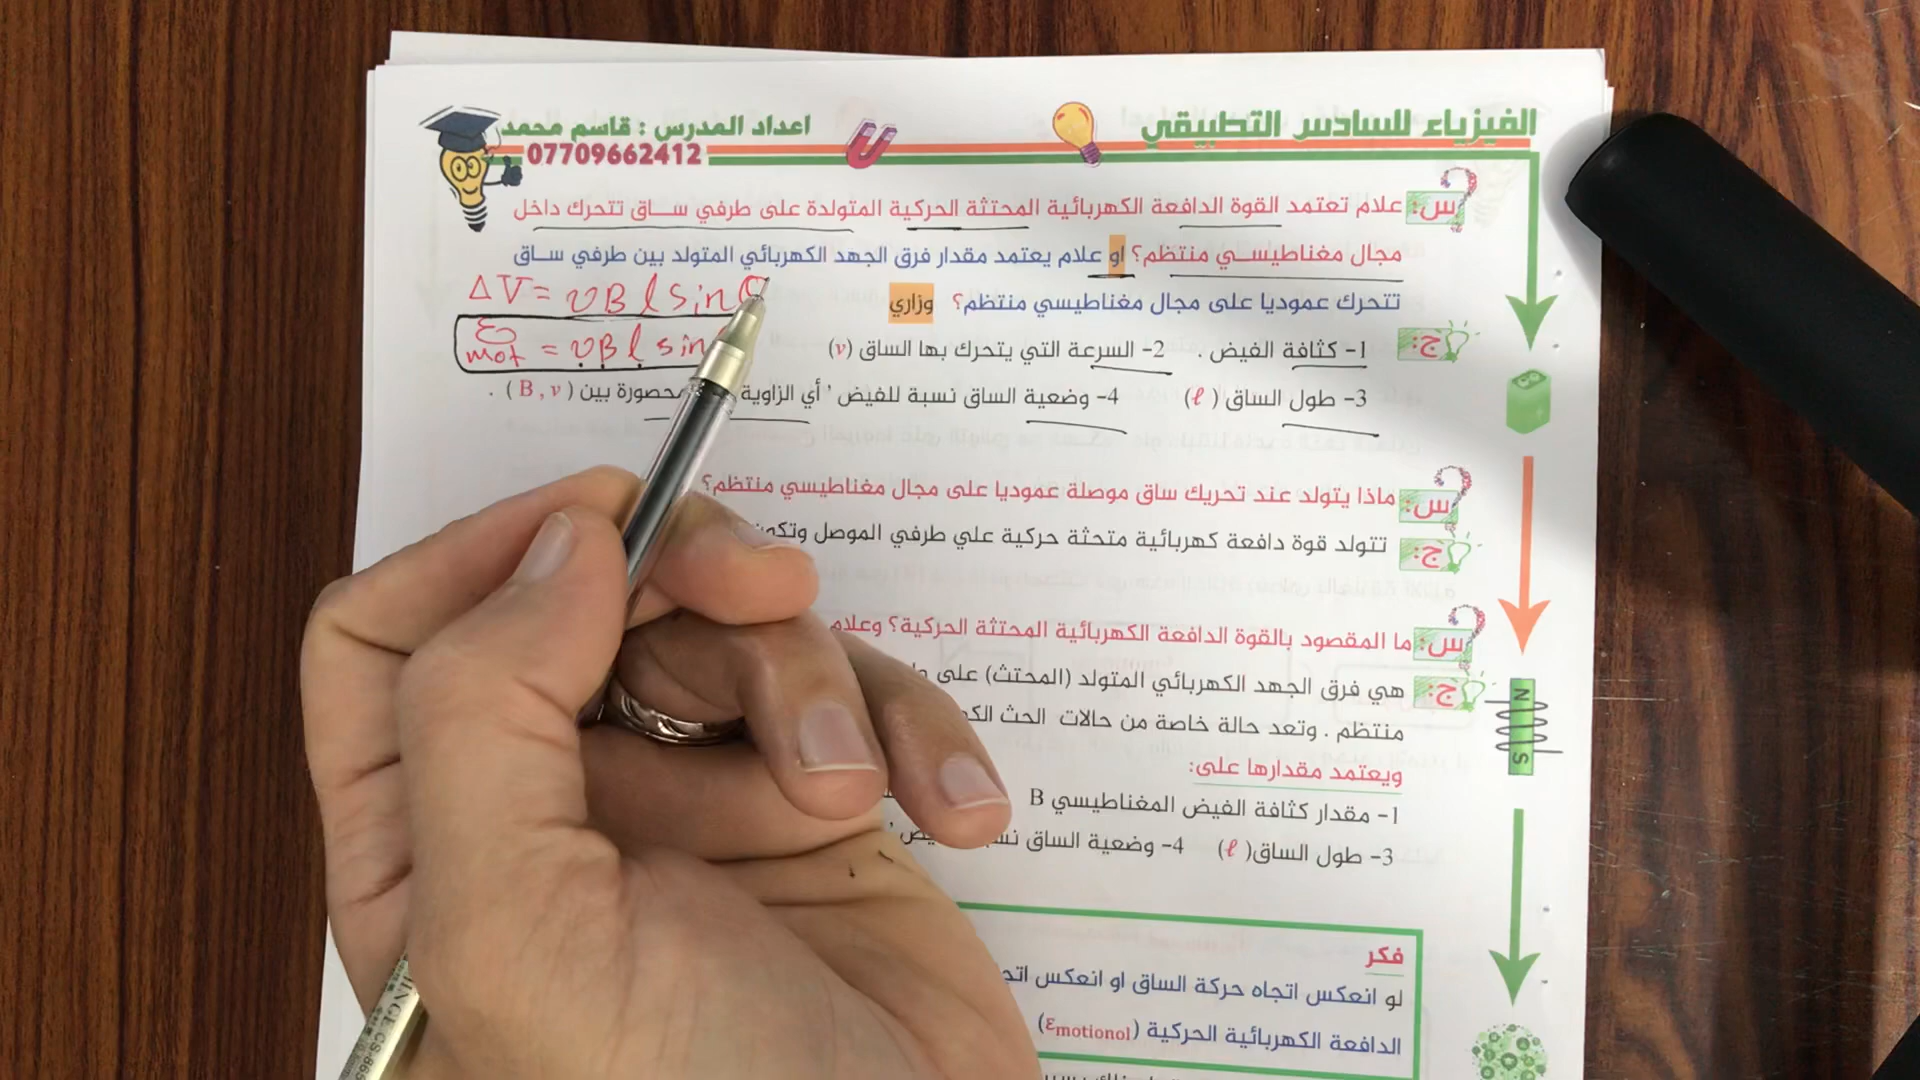 الفيزياء للسادس التطبيقي
اعداد المدرس : قاسم محمد
07709662412
س: علام تعتمد القوة الدافعة الكهربائية المحتثة الحركية المتولدة على طرفي ساق تتحرك داخل
مجال مغناطيسي منتظم؟ او علام يعتمد مقدار فرق الجهد الكهربائي المتولد بين طرفي ساق
تتحرك عموديا على مجال مغناطيسي منتظم؟ وزاري
ΔV = υBℓ sinθ
ε mot = υBℓ sin
ج: 1- كثافة الفيض . 2- السرعة التي يتحرك بها الساق (v)
3- طول الساق (ℓ) 4- وضعية الساق نسبة للفيض ' أي الزاوية محصورة بين (B , v) .
س: ماذا يتولد عند تحريك ساق موصلة عموديا على مجال مغناطيسي منتظم؟
ج: تتولد قوة دافعة كهربائية متحثة حركية علي طرفي الموصل
س: ما المقصود بالقوة الدافعة الكهربائية المحتثة الحركية؟ وعلام
ج: هي فرق الجهد الكهربائي المتولد (المحتث) على
منتظم . وتعد حالة خاصة من حالات الحث
ويعتمد مقدارها على:
1- مقدار كثافة الفيض المغناطيسي B
3- طول الساق(ℓ) 4- وضعية الساق
N
S
فكر
لو انعكس اتجاه حركة الساق او انعكس
الدافعة الكهربائية الحركية (εmotionol)